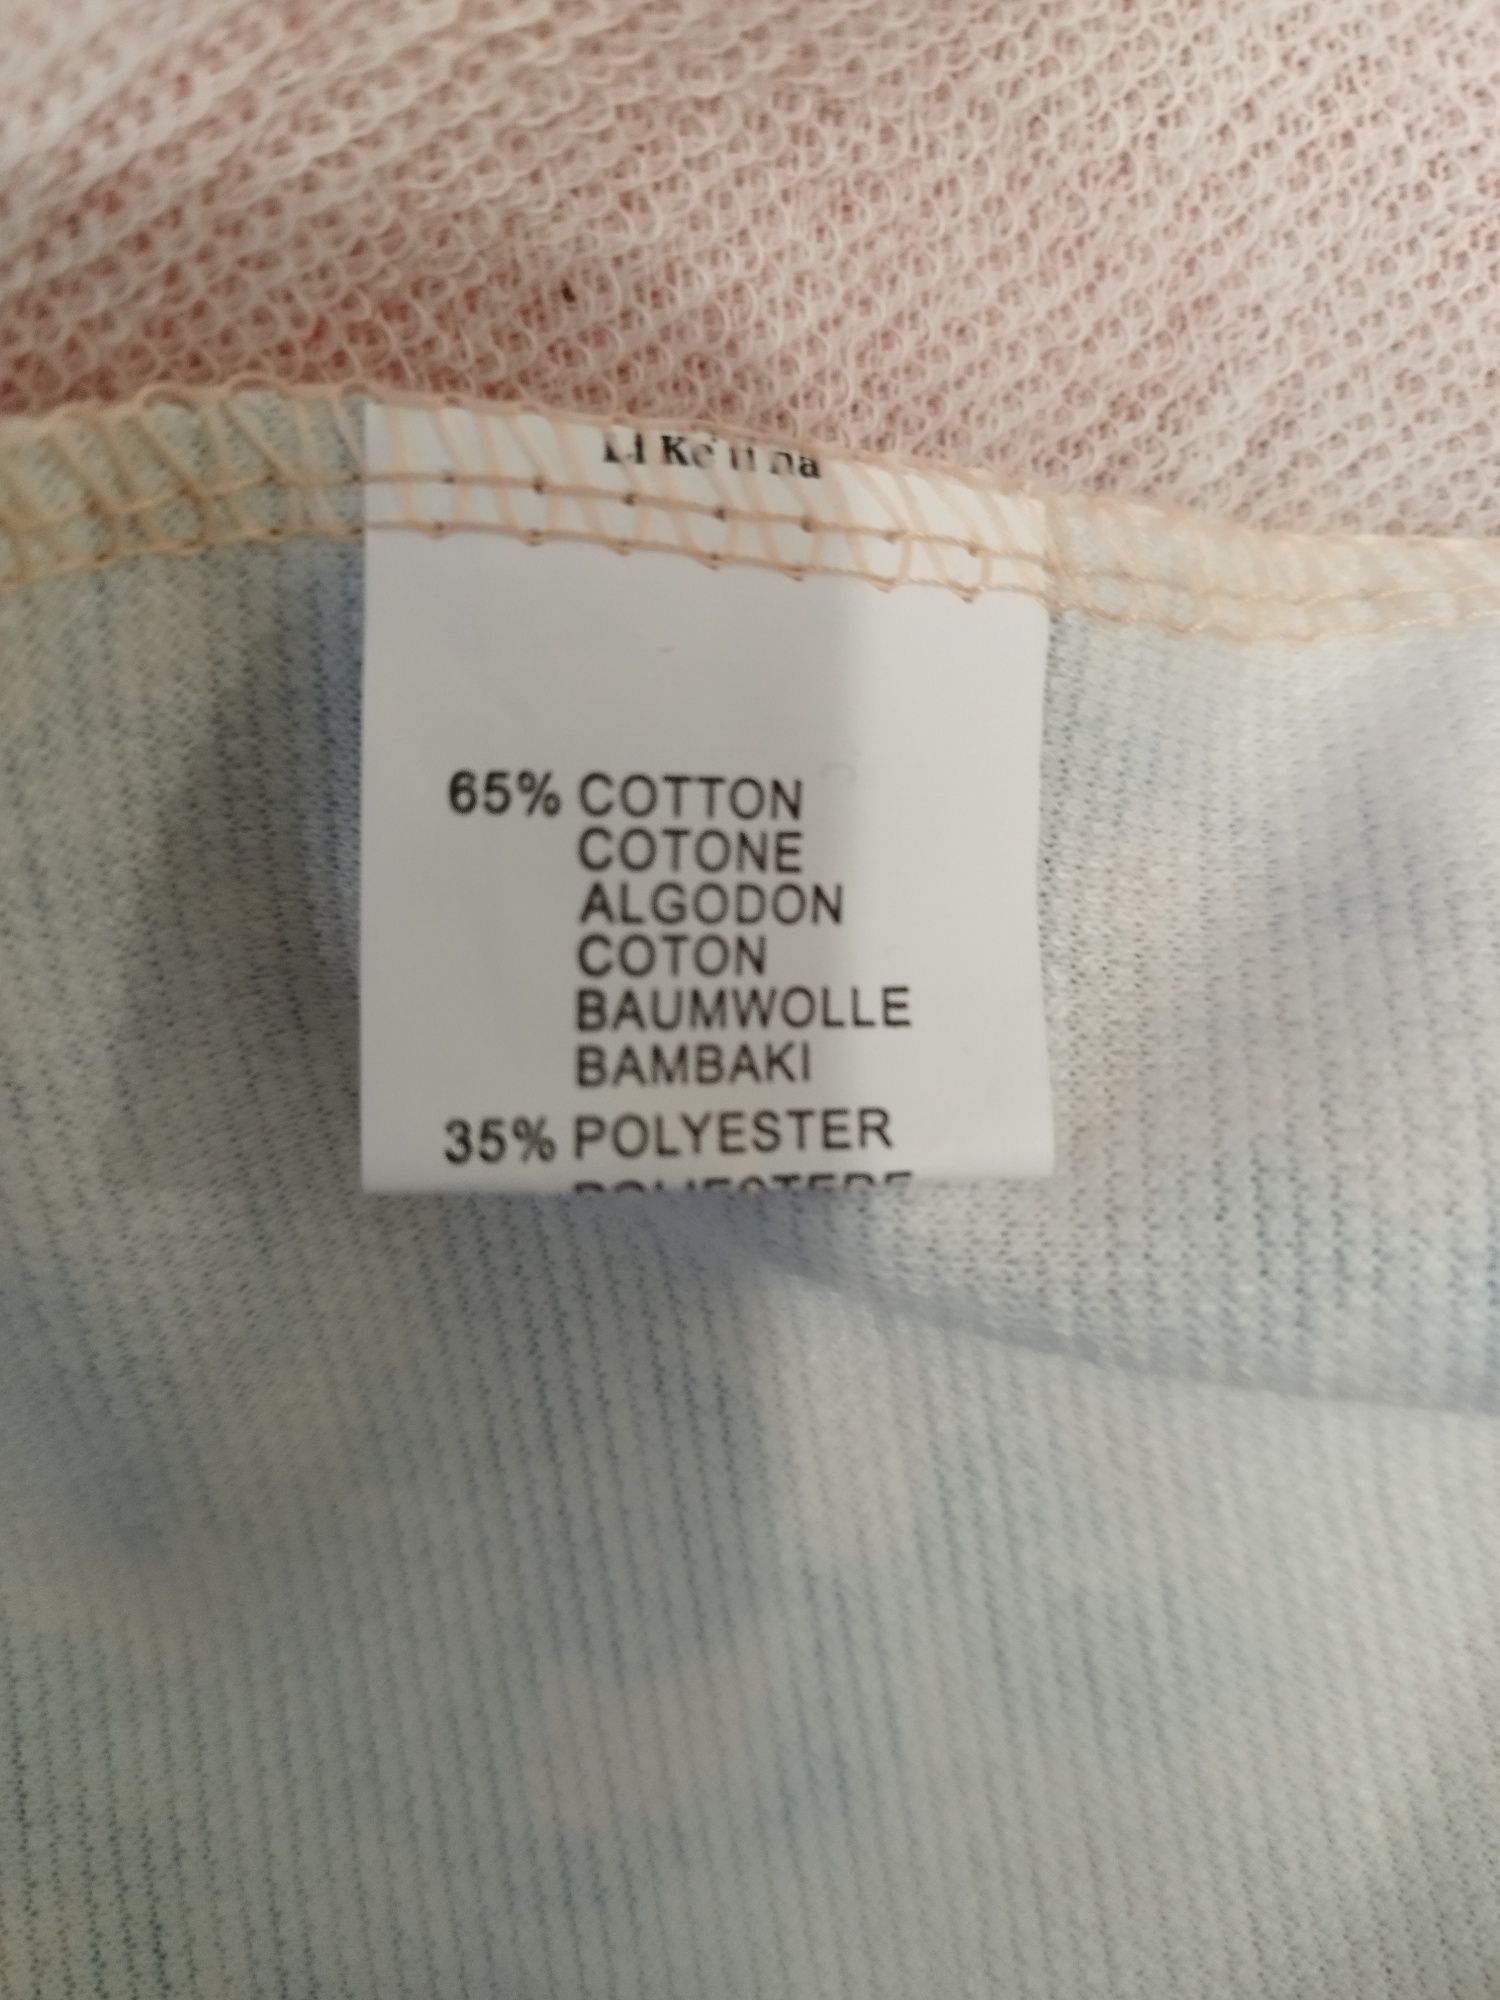 65% COTTON
COTONE
ALGODON
COTON
BAUMWOLLE
BAMBAKI
35% POLYESTER